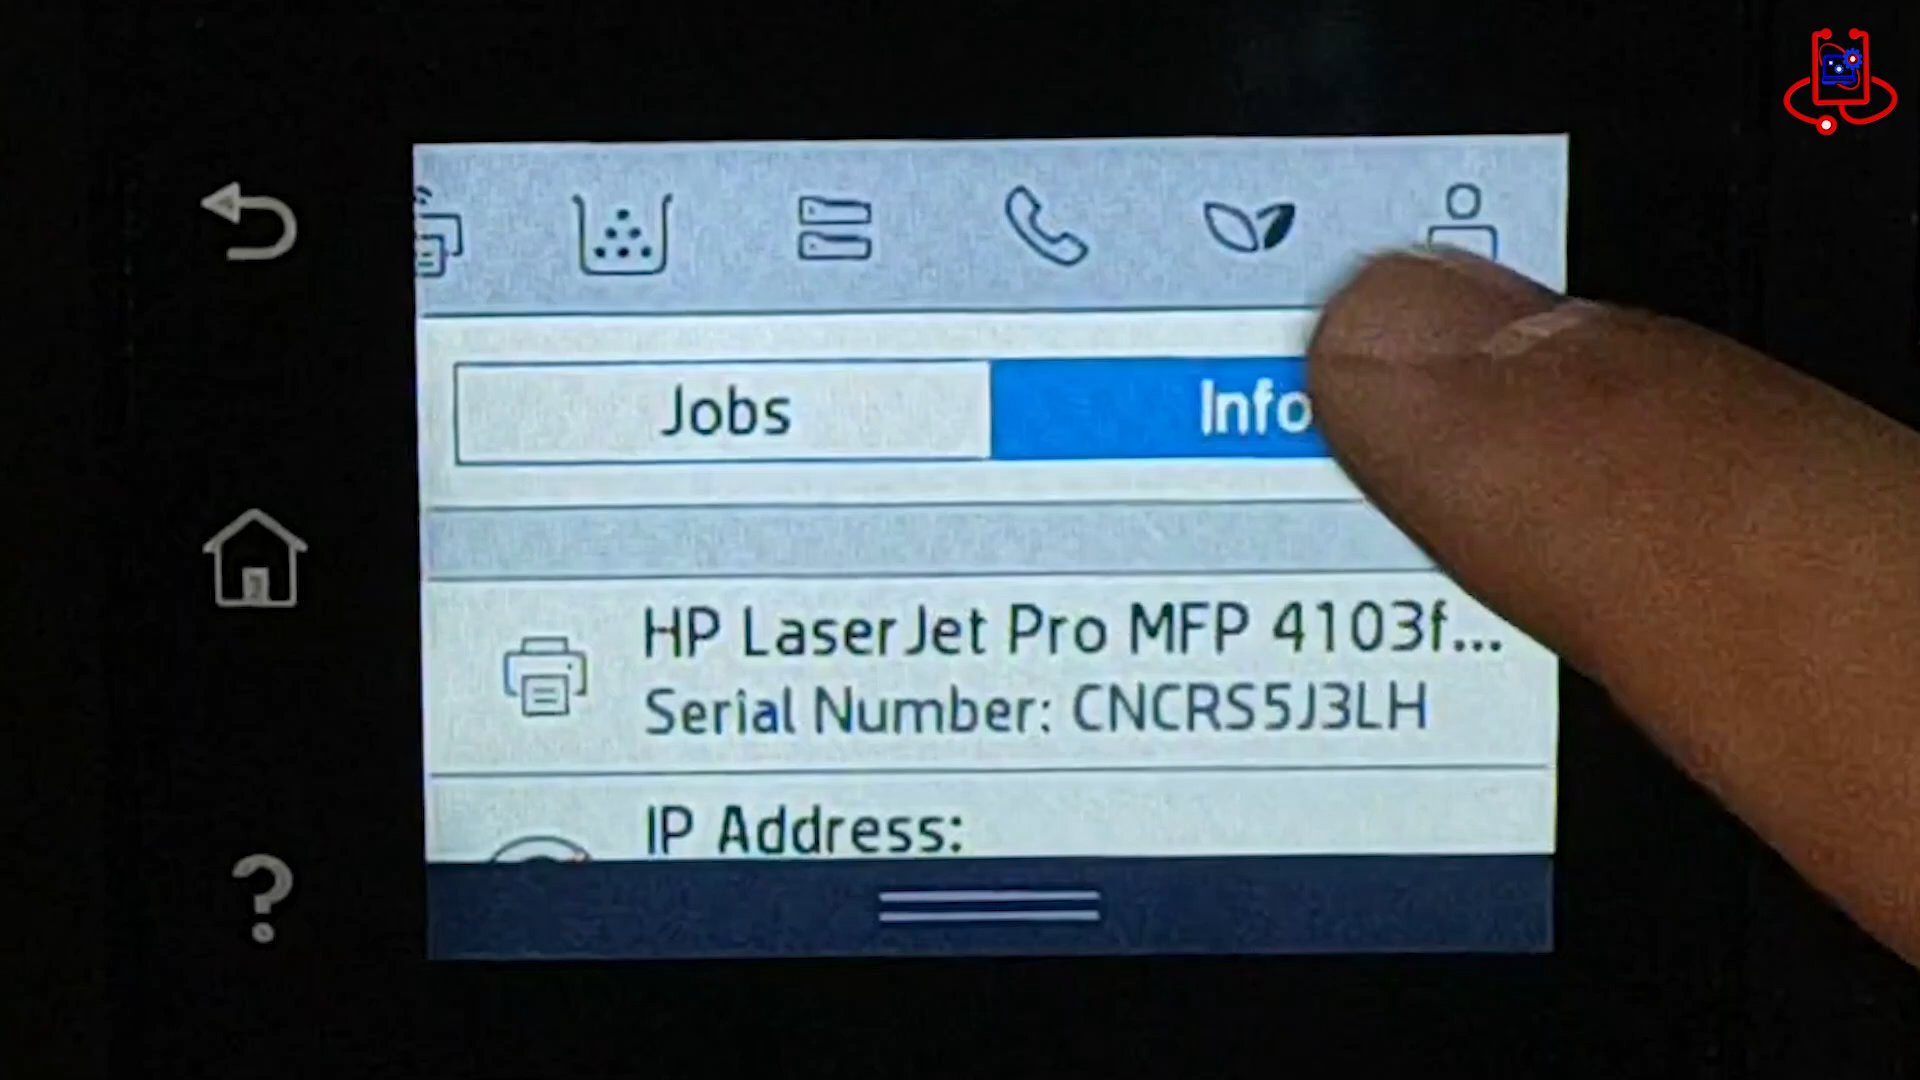 Jobs
Info
HP LaserJet Pro MFP 4103f...
Serial Number: CNCRS5J3LH
IP Address:
?